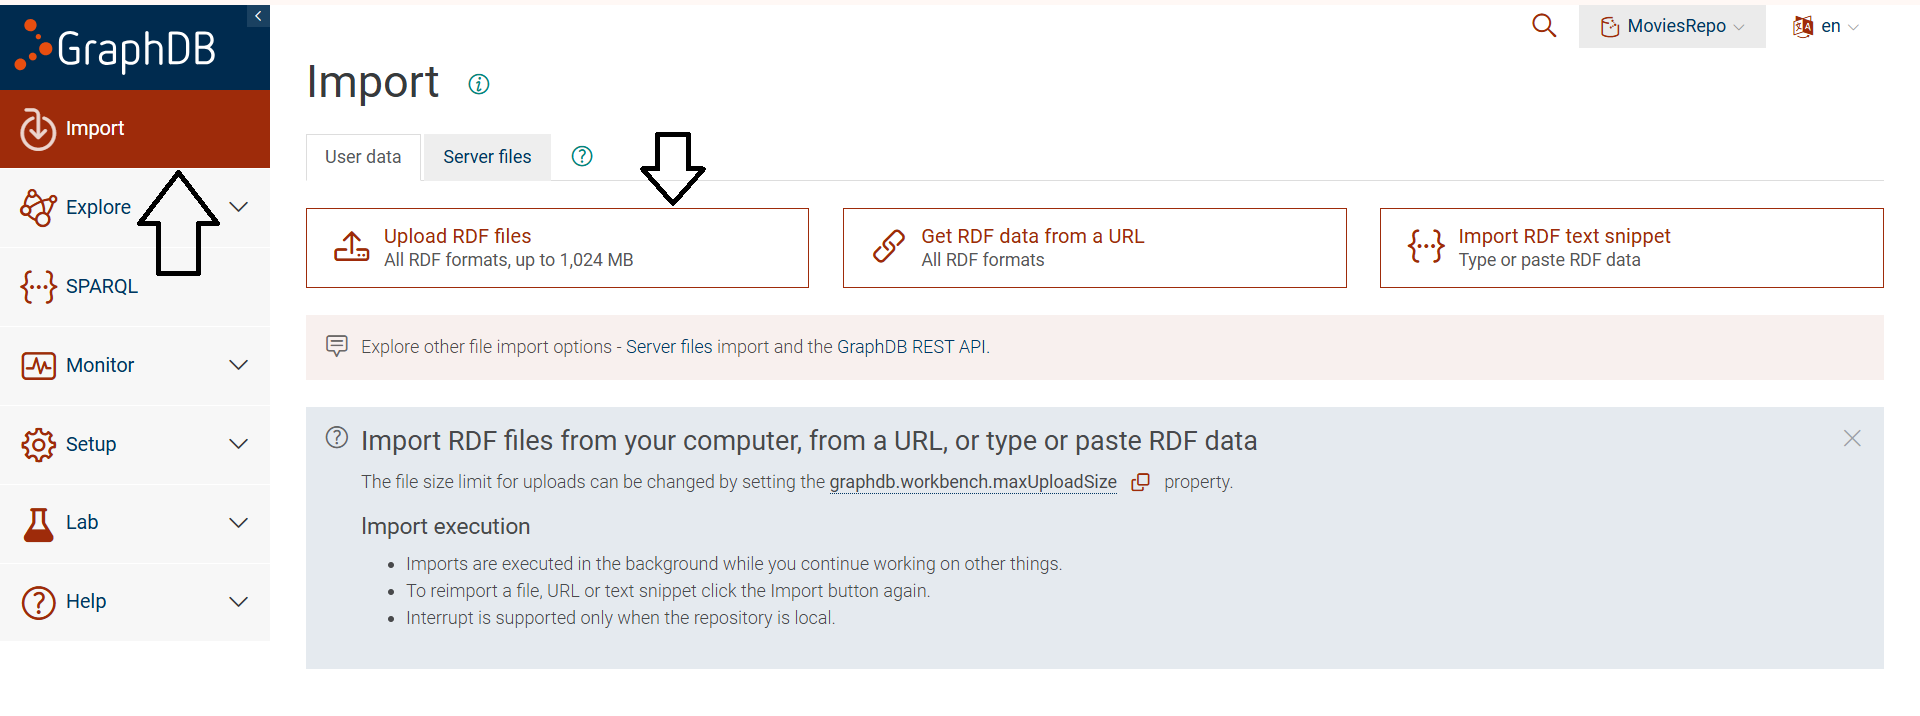 GraphDB
MoviesRepo
en
Import
Import
User data
Server files
Explore
Upload RDF files
All RDF formats, up to 1,024 MB
Get RDF data from a URL
All RDF formats
Import RDF text snippet
Type or paste RDF data
SPARQL
Explore other file import options - Server files import and the GraphDB REST API.
Monitor
Setup
Lab
Help
Import RDF files from your computer, from a URL, or type or paste RDF data
The file size limit for uploads can be changed by setting the graphdb.workbench.maxUploadSize property.
Import execution
Imports are executed in the background while you continue working on other things.
To reimport a file, URL or text snippet click the Import button again.
Interrupt is supported only when the repository is local.